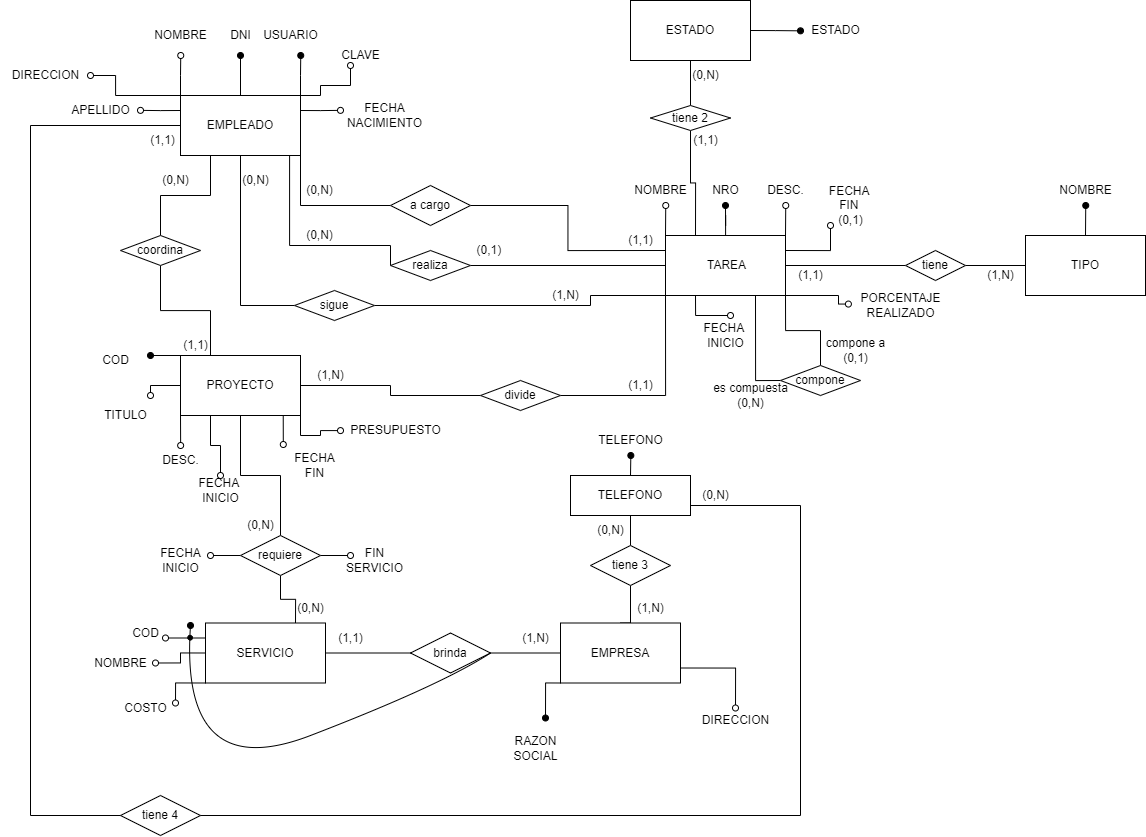 ESTADO
ESTADO
NOMBRE
DNI
USUARIO
CLAVE
DIRECCION
(0,N)
APELLIDO
FECHA
NACIMIENTO
EMPLEADO
tiene 2
(1,1)
(1,1)
(0,N)
(0,N)
(0,N)
NOMBRE
NRO
DESC.
FECHA
FIN
(0,1)
NOMBRE
a cargo
(0,N)
(1,1)
coordina
(0,1)
realiza
TAREA
tiene
TIPO
(1,1)
(1,N)
sigue
(1,N)
PORCENTAJE
REALIZADO
FECHA
INICIO
compone a
(0,1)
(1,1)
COD
PROYECTO
(1,N)
divide
(1,1)
es compuesta
(0,N)
compone
TITULO
PRESUPUESTO
DESC.
FECHA
FIN
FECHA
INICIO
TELEFONO
TELEFONO
(0,N)
(0,N)
(0,N)
FECHA
INICIO
requiere
FIN
SERVICIO
tiene 3
(0,N)
(1,N)
COD
NOMBRE
COSTO
SERVICIO
(1,1)
brinda
(1,N)
EMPRESA
DIRECCION
RAZON
SOCIAL
tiene 4